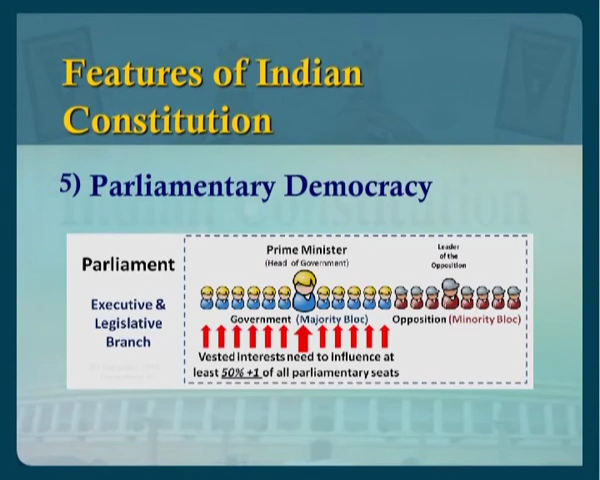 Features of Indian
Constitution
5) Parliamentary Democracy
Parliament
Executive &
Legislative
Branch
Prime Minister
(Head of Government)
Leader
of the
Opposition
Government (Majority Bloc)
Opposition (Minority Bloc)
Vested interests need to influence at
least 50% +1 of all parliamentary seats